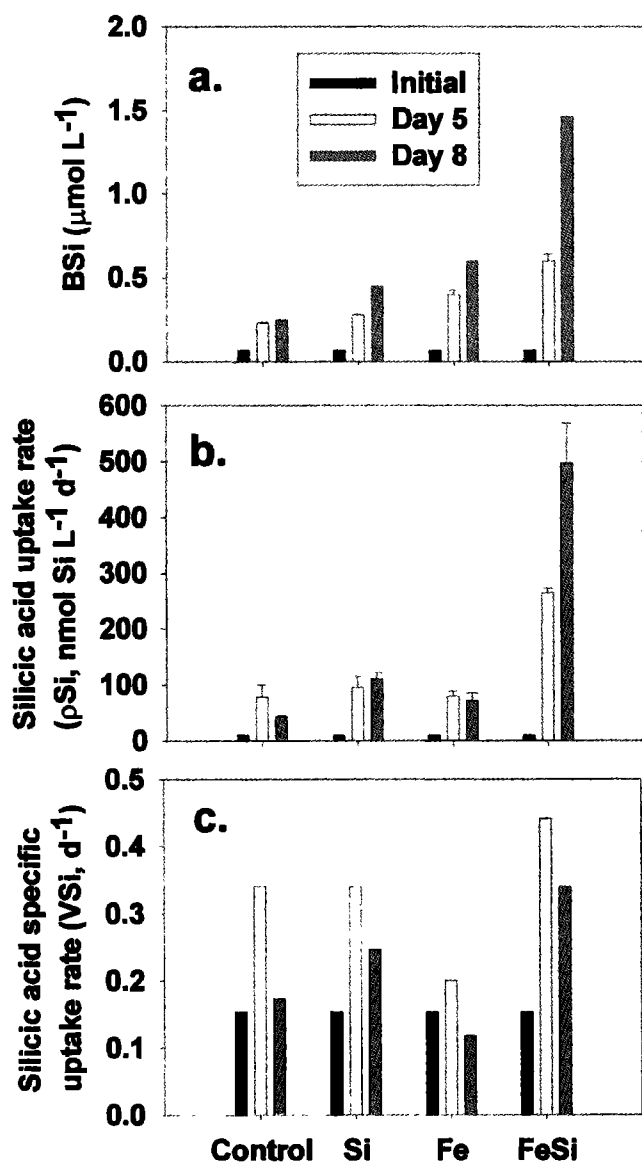 2.0
a.
Initial
Day 5
Day 8
1.5
1.0
0.5
0.0
BSi (μmol L-1)
600
b.
500
400
300
200
100
0
Silicic acid uptake rate
(ρSi, nmol Si L-1 d-1)
0.5
c.
0.4
0.3
0.2
0.1
0.0
Silicic acid specific
uptake rate (VSi, d-1)
Control Si Fe FeSi